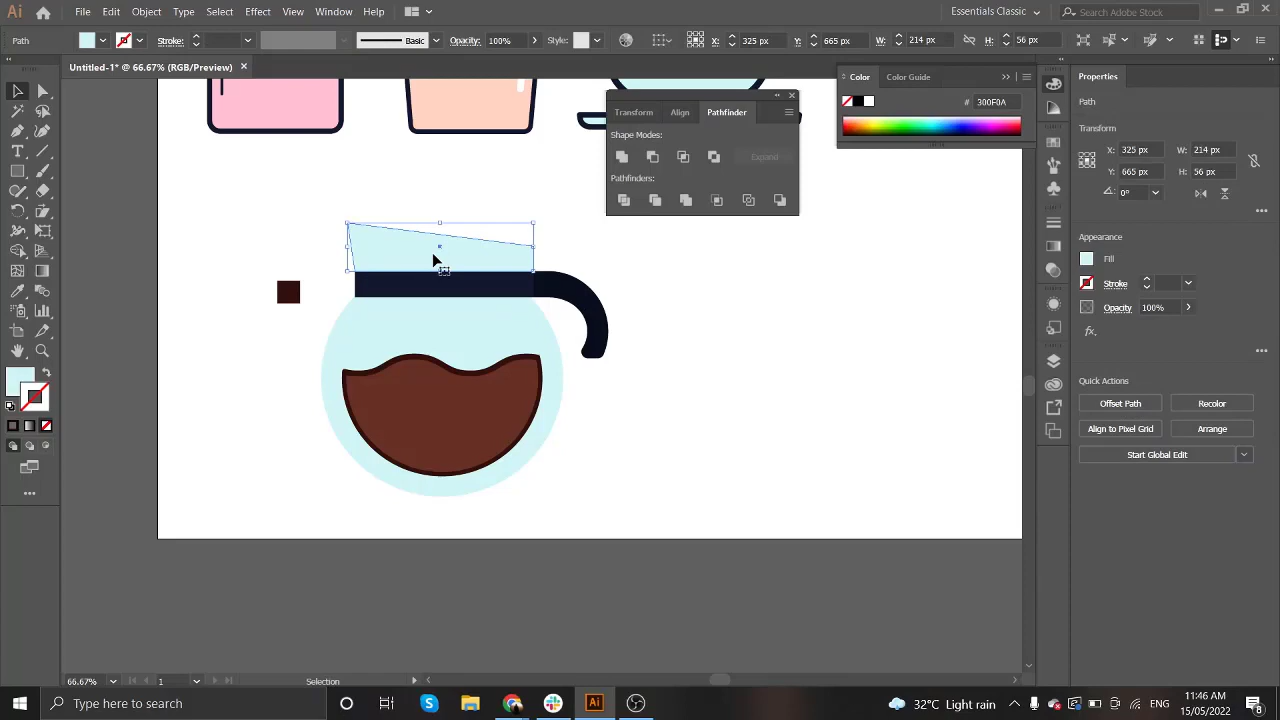 Ai File Edit Object Type Select Effect View Window Help Essentials Classic Search Adobe Stock
Path Stroke: Basic Opacity: 100% Style: X: 325 px Y: 665 px W: 214 px H: 56 px
Untitled-1* @ 66.67% (RGB/Preview)
Color Color Guide
# 300F0A
Transform Align Pathfinder
Shape Modes:
Expand
Pathfinders:
Properties
Path
Transform
X: 325 px W: 214 px
Y: 665 px H: 56 px
0°
Appearance
Fill
Stroke
Opacity 100%
fx.
Quick Actions
Offset Path Recolor
Align to Pixel Grid Arrange
Start Global Edit
66.67% 1 Selection
Type here to search
Ai
32°C Light rain
11:46 AM
15/05/2022